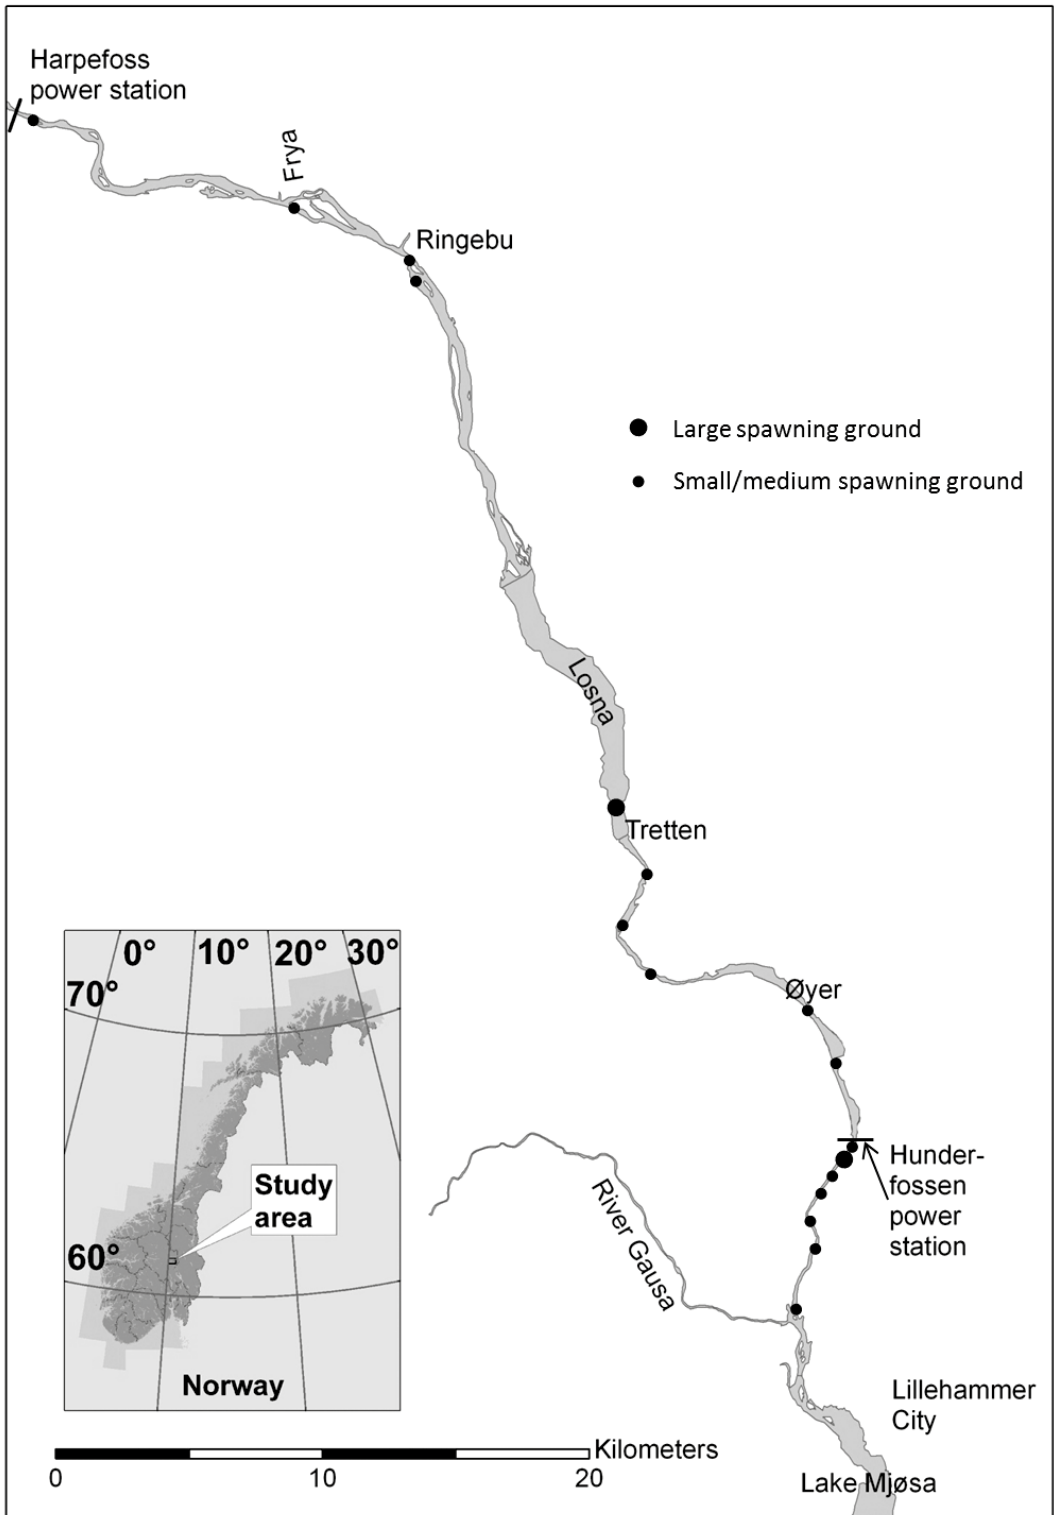 Harpefoss
power station
Frya
Ringebu
Large spawning ground
Small/medium spawning ground
Losna
Tretten
Øyer
0° 10° 20° 30°
70°
Study
area
60°
Norway
Hunder-
fossen
power
station
River Gausa
Lillehammer
City
Lake Mjøsa
Kilometers
0 10 20